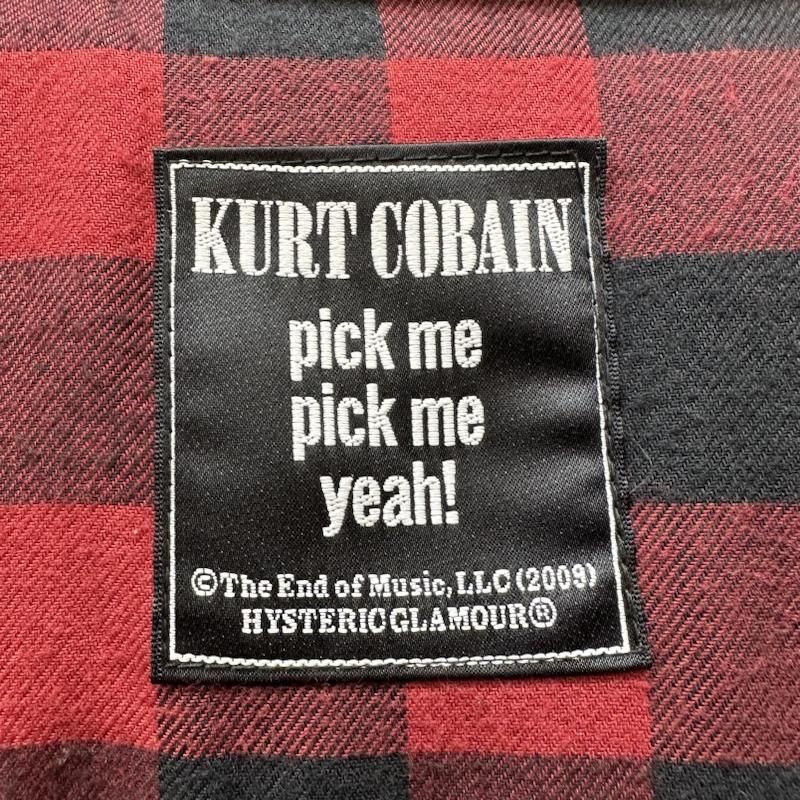 KURT COBAIN
pick me
pick me
yeah!
©The End of Music, LLC (2009)
HYSTERIC GLAMOUR®